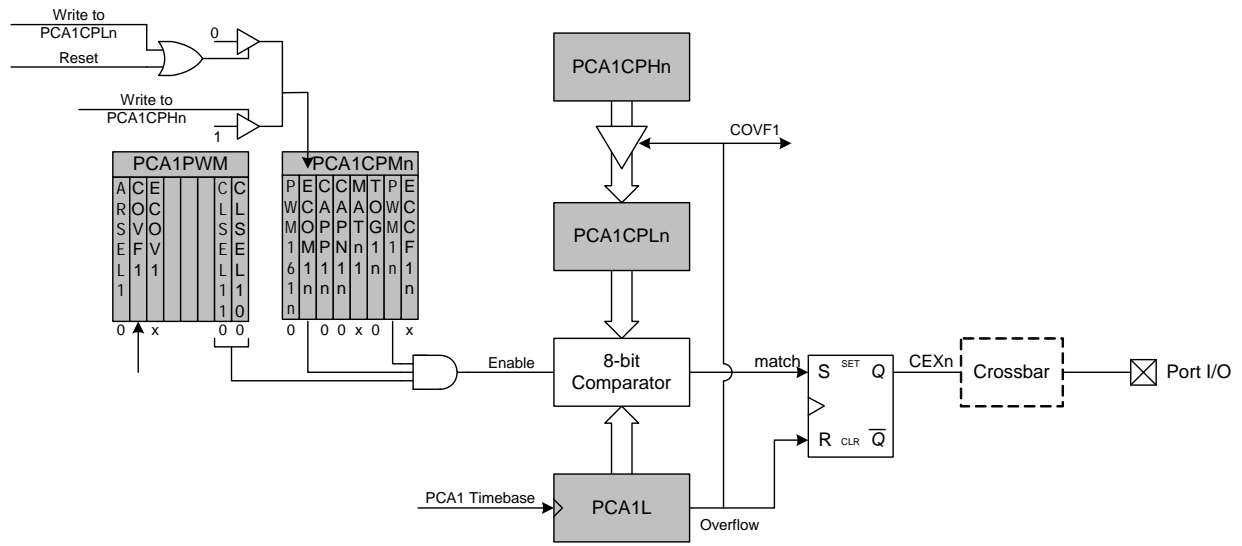 Write to
PCA1CPLn
Reset
0
Write to
PCA1CPHn
1
PCA1PWM
ARSEL1
COVF1
ECOV1
CLSEL11
CLSEL10
0
x
0
0
PCA1CPMn
PWM161n
ECOM1n
CAPP1n
CAPN1n
MATn1
TOG1n
PWM1n
ECCF1n
0
0
0
x
0
x
Enable
PCA1CPHn
COVF1
PCA1CPLn
8-bit
Comparator
match
PCA1 Timebase
PCA1L
Overflow
S
SET
Q
R
CLR
Q̅
CEXn
Crossbar
Port I/O